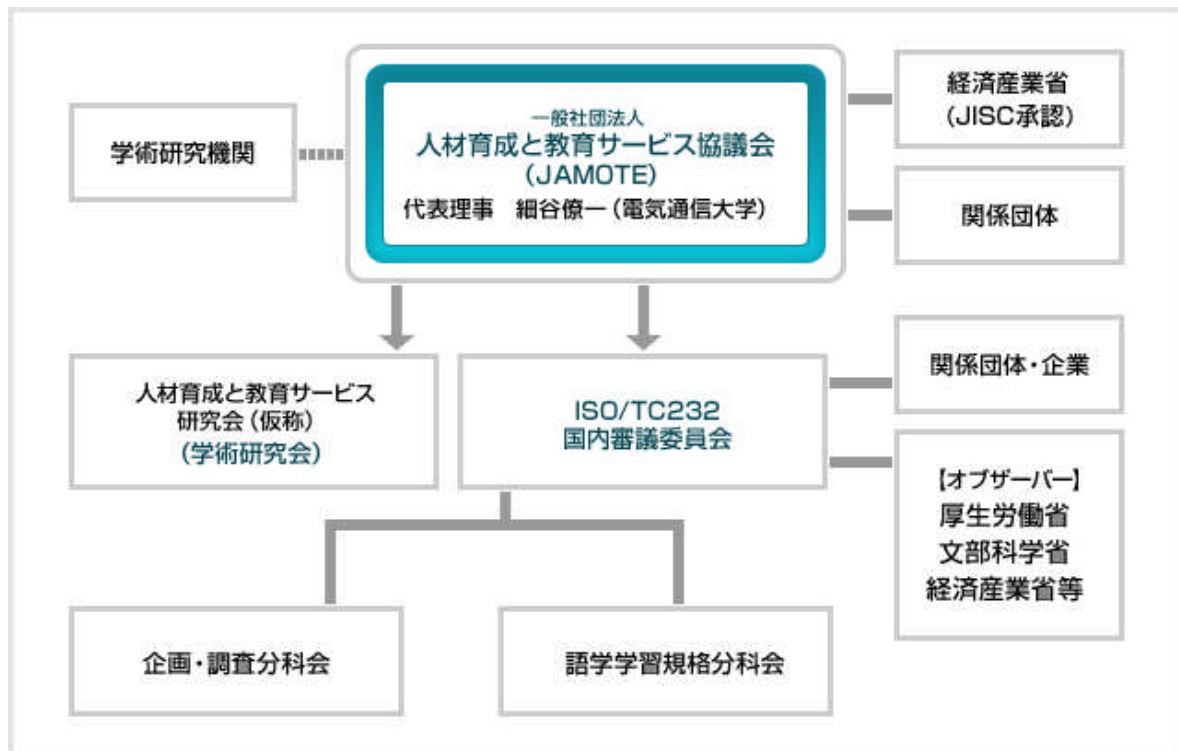 一般社団法人
人材育成と教育サービス協議会
(JAMOTE)
代表理事　細谷僚一(電気通信大学)
学術研究機関
経済産業省
(JISC承認)
関係団体
人材育成と教育サービス
研究会(仮称)
(学術研究会)
ISO/TC232
国内審議委員会
関係団体・企業
【オブザーバー】
厚生労働省
文部科学省
経済産業省等
企画・調査分科会
語学学習規格分科会